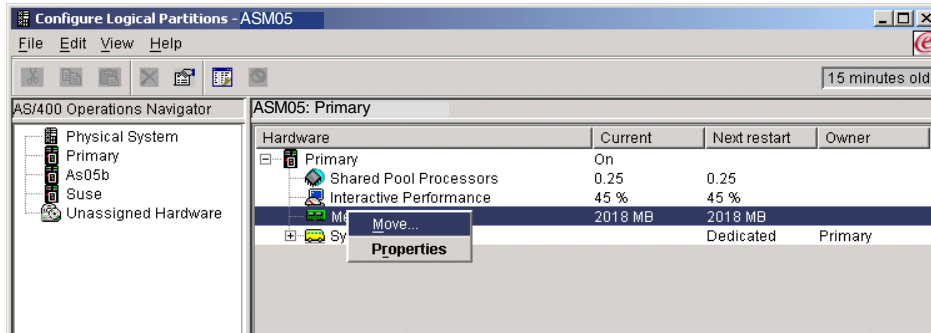 Configure Logical Partitions - ASM05
File Edit View Help
15 minutes old
AS/400 Operations Navigator
ASM05: Primary
Physical System
Primary
As05b
Suse
Unassigned Hardware
Hardware Current Next restart Owner
Primary On
Shared Pool Processors 0.25 0.25
Interactive Performance 45 % 45 %
Me 2018 MB 2018 MB
Move...
Sy Dedicated Primary
Properties